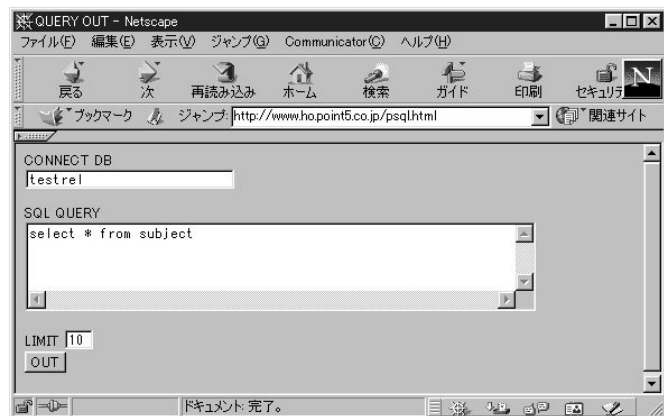 QUERY OUT - Netscape
ファイル(F) 編集(E) 表示(V) ジャンプ(G) Communicator(C) ヘルプ(H)
戻る 次 再読み込み ホーム 検索 ガイド 印刷 セキュリテ N
ブックマーク ジャンプ: http://www.ho.point5.co.jp/psql.html 関連サイト
CONNECT DB
testrel
SQL QUERY
select * from subject
LIMIT 10
OUT
ドキュメント: 完了。